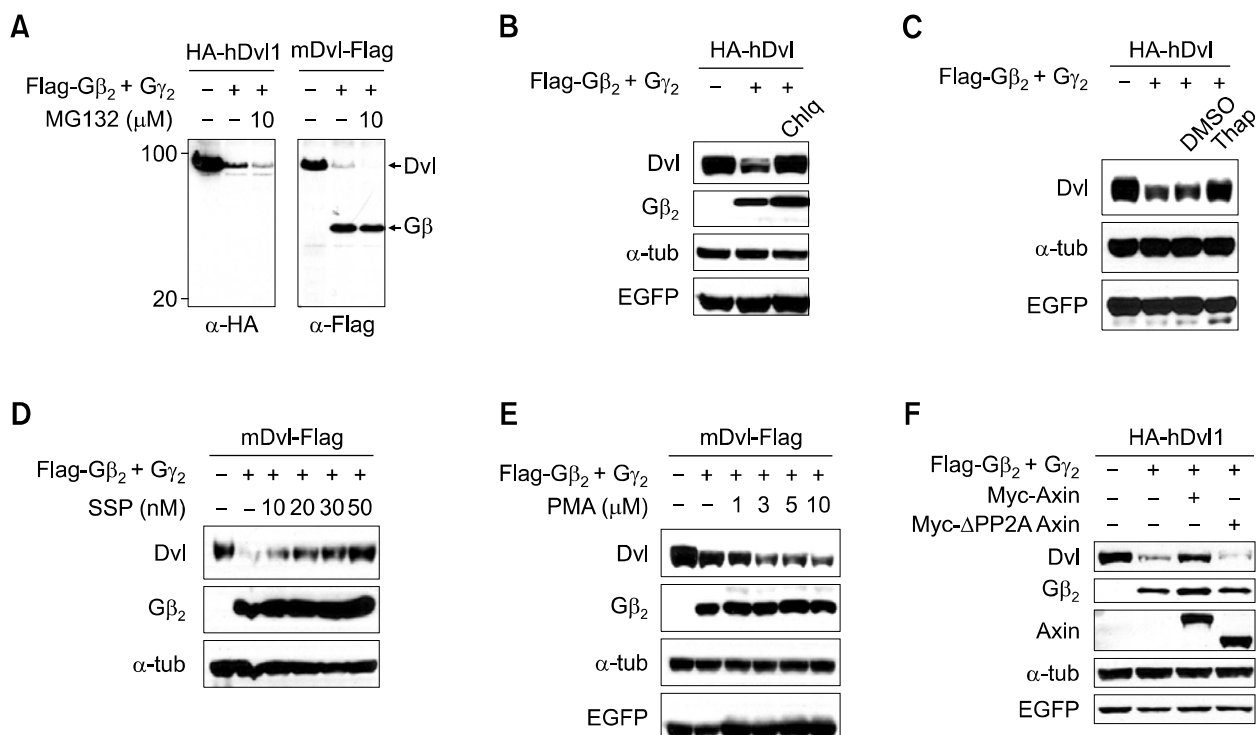 A
HA-hDvl1 mDvl-Flag
Flag-Gβ₂ + Gγ₂ – + + – + +
MG132 (μM) – – 10 – – 10
100
Dvl
Gβ
20
α-HA α-Flag
B
HA-hDvl
Flag-Gβ₂ + Gγ₂ – + +
Chlq
Dvl
Gβ₂
α-tub
EGFP
C
HA-hDvl
Flag-Gβ₂ + Gγ₂ – + + +
DMSO Thap
Dvl
α-tub
EGFP
D
mDvl-Flag
Flag-Gβ₂ + Gγ₂ – + + + + +
SSP (nM) – – 10 20 30 50
Dvl
Gβ₂
α-tub
E
mDvl-Flag
Flag-Gβ₂ + Gγ₂ – + + + + +
PMA (μM) – – 1 3 5 10
Dvl
Gβ₂
α-tub
EGFP
F
HA-hDvl1
Flag-Gβ₂ + Gγ₂ – + + +
Myc-Axin – – + –
Myc-ΔPP2A Axin – – – +
Dvl
Gβ₂
Axin
α-tub
EGFP